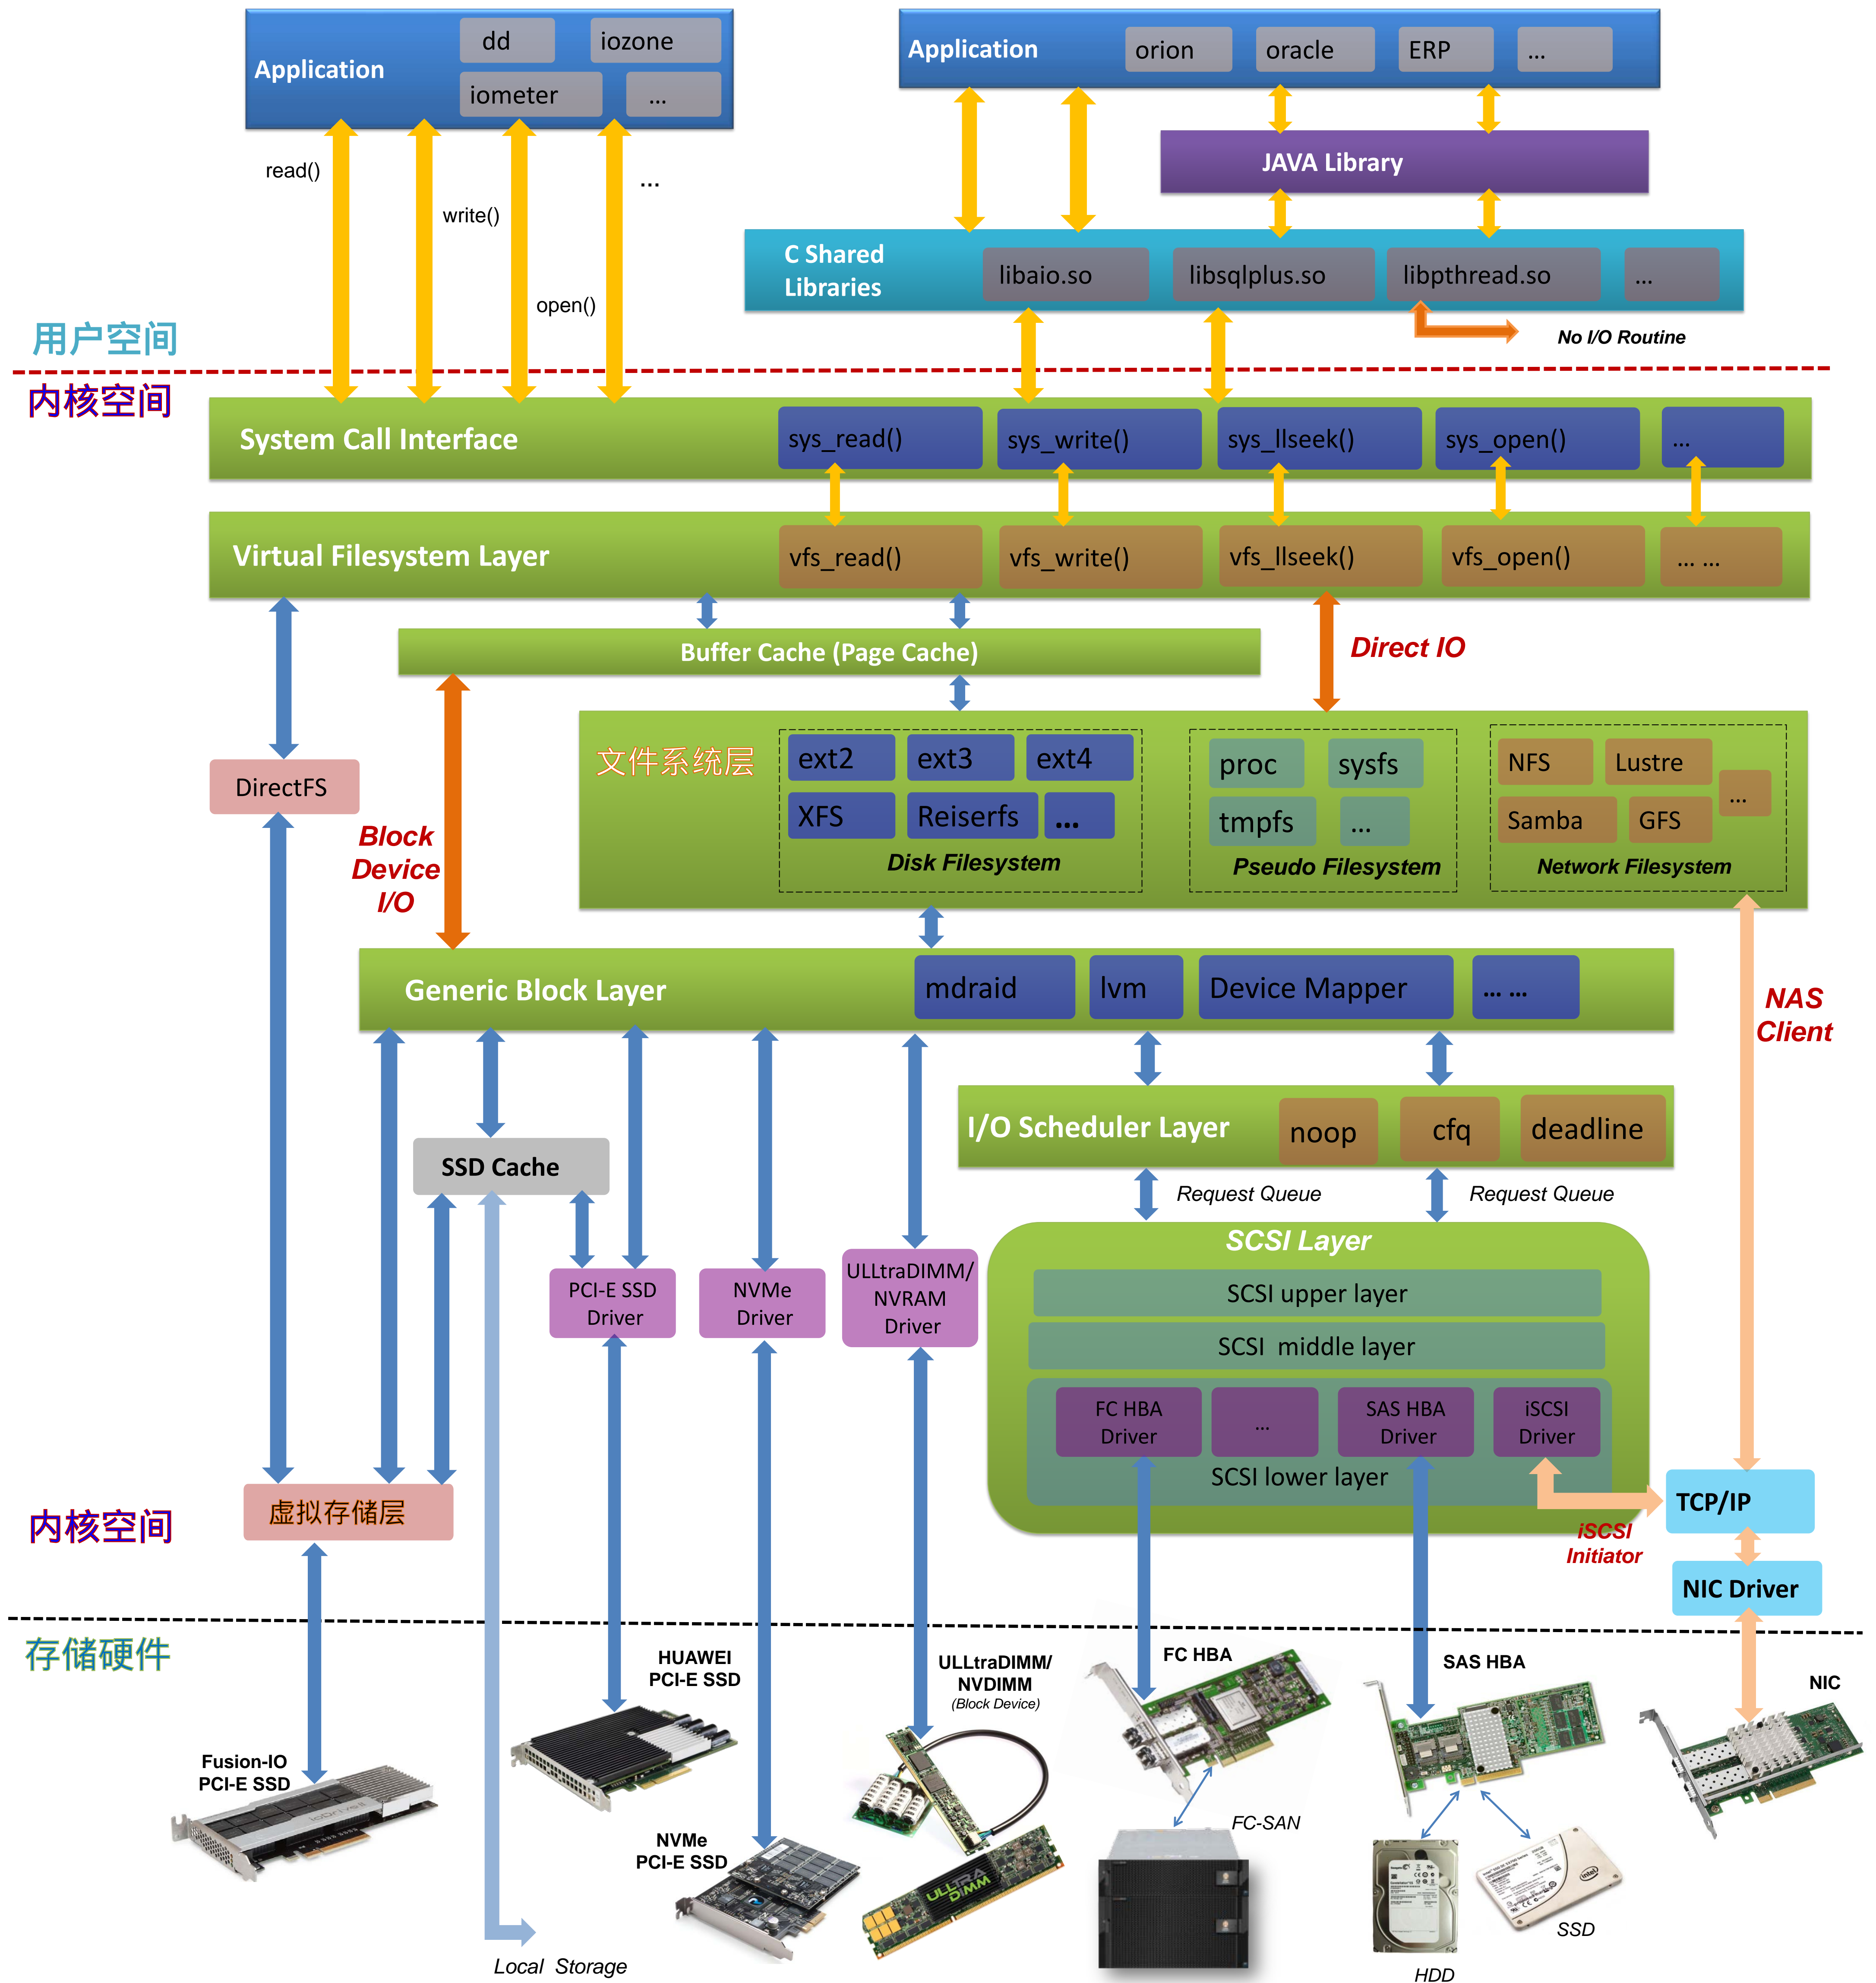 Application
dd
iozone
iometer
...
Application
orion
oracle
ERP
...
JAVA Library
read()
write()
open()
...
C Shared
Libraries
libaio.so
libsqlplus.so
libpthread.so
...
No I/O Routine
用户空间
内核空间
System Call Interface
sys_read()
sys_write()
sys_llseek()
sys_open()
...
Virtual Filesystem Layer
vfs_read()
vfs_write()
vfs_llseek()
vfs_open()
... ...
Buffer Cache (Page Cache)
Direct IO
文件系统层
ext2
ext3
ext4
XFS
Reiserfs
...
Disk Filesystem
proc
sysfs
tmpfs
...
Pseudo Filesystem
NFS
Lustre
...
Samba
GFS
Network Filesystem
DirectFS
Block
Device
I/O
Generic Block Layer
mdraid
lvm
Device Mapper
... ...
NAS
Client
I/O Scheduler Layer
noop
cfq
deadline
SSD Cache
Request Queue
Request Queue
SCSI Layer
SCSI upper layer
SCSI middle layer
FC HBA
Driver
...
SAS HBA
Driver
iSCSI
Driver
SCSI lower layer
PCI-E SSD
Driver
NVMe
Driver
ULLtraDIMM/
NVRAM
Driver
内核空间
虚拟存储层
TCP/IP
iSCSI
Initiator
NIC Driver
存储硬件
Fusion-IO
PCI-E SSD
HUAWEI
PCI-E SSD
NVMe
PCI-E SSD
ULLtraDIMM/
NVDIMM
(Block Device)
ULLTRA
DIMM
FC HBA
FC-SAN
SAS HBA
NIC
intel
HDD
SSD
Local Storage